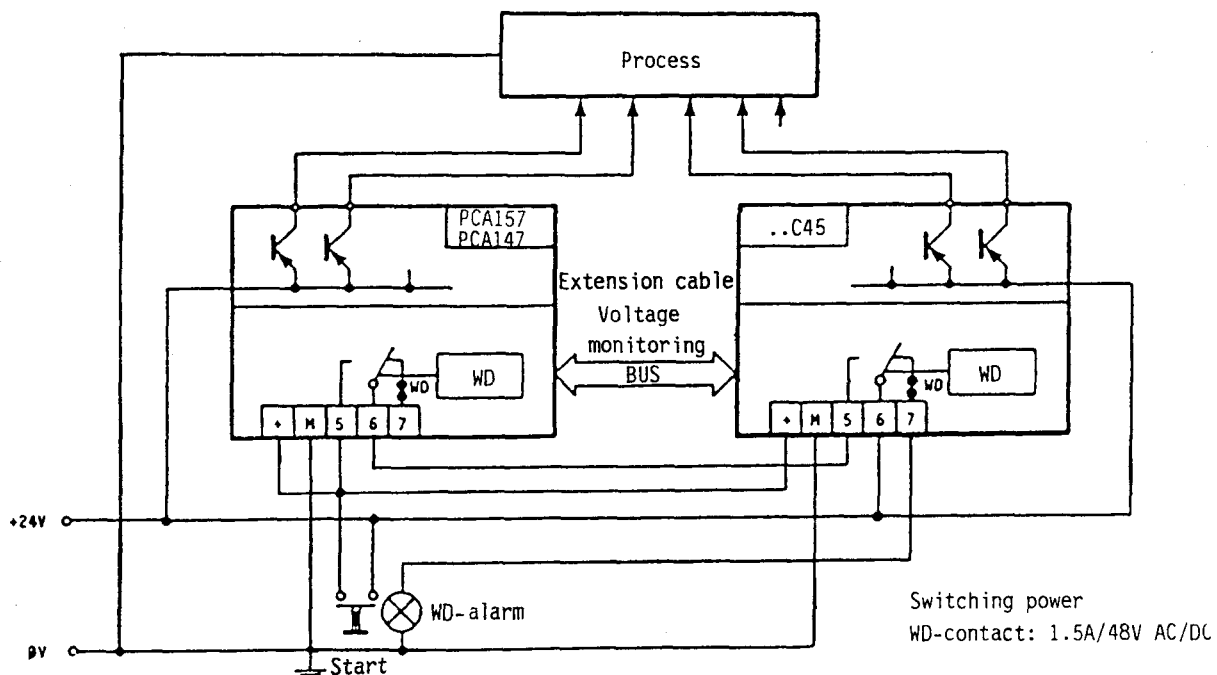 Process
PCA157
PCA147
..C45
Extension cable
Voltage
monitoring
BUS
WD
WD
WD
WD
+ M 5 6 7
+ M 5 6 7
+24V
WD-alarm
Switching power
WD-contact: 1.5A/48V AC/DC
0V
Start